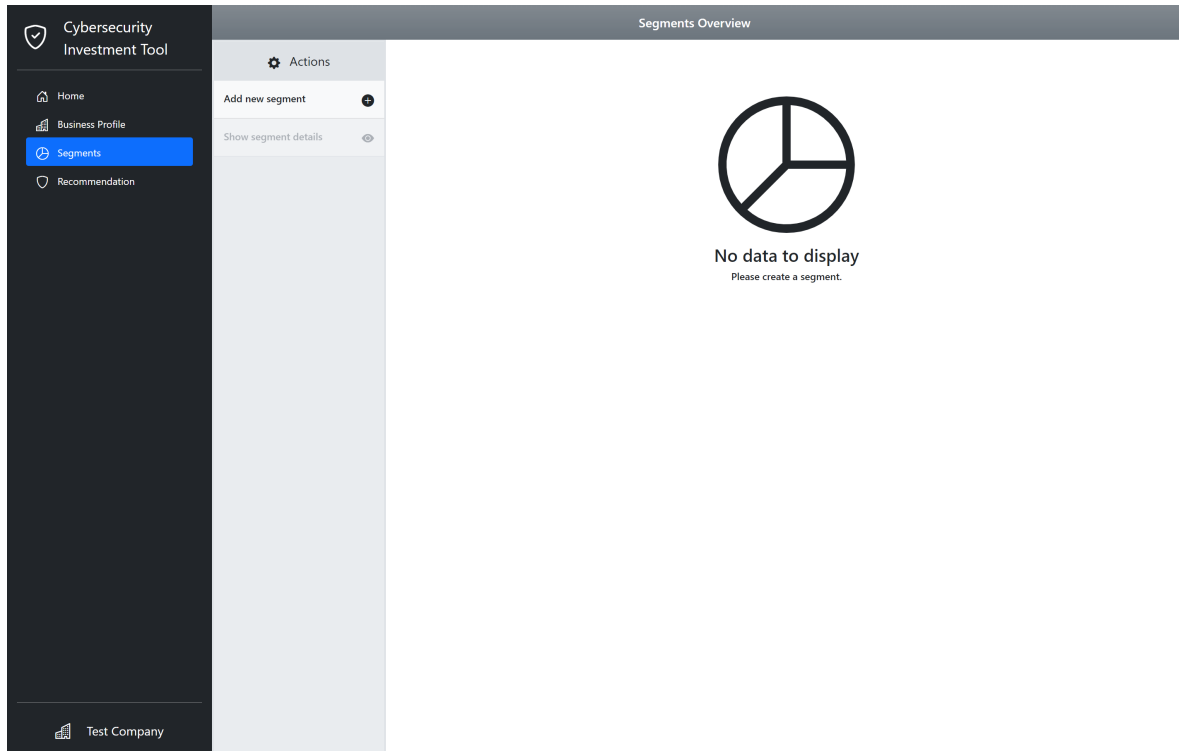 Cybersecurity
Investment Tool
Home
Business Profile
Segments
Recommendation
Test Company
Segments Overview
Actions
Add new segment
Show segment details
No data to display
Please create a segment.